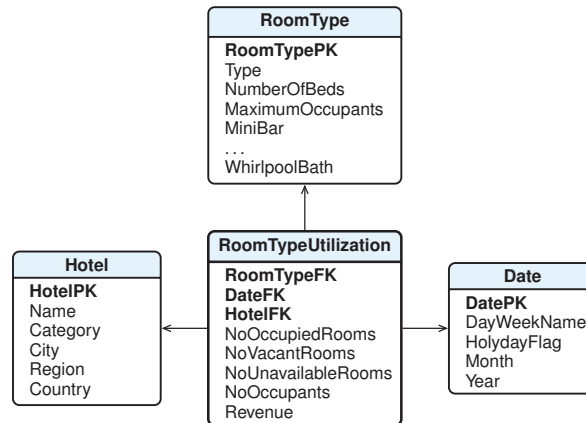 RoomType
RoomTypePK
Type
NumberOfBeds
MaximumOccupants
MiniBar
...
WhirlpoolBath
Hotel
HotelPK
Name
Category
City
Region
Country
RoomTypeUtilization
RoomTypeFK
DateFK
HotelFK
NoOccupiedRooms
NoVacantRooms
NoUnavailableRooms
NoOccupants
Revenue
Date
DatePK
DayWeekName
HolydayFlag
Month
Year